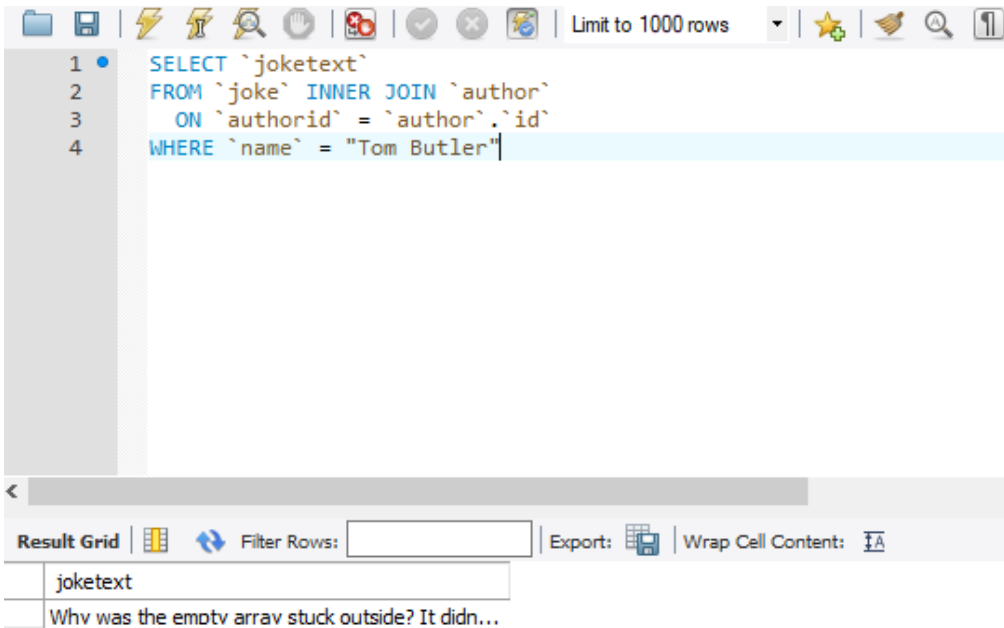 Limit to 1000 rows
1 SELECT `joketext`
2 FROM `joke` INNER JOIN `author`
3 ON `authorid` = `author`.`id`
4 WHERE `name` = "Tom Butler"
Result Grid Filter Rows: Export: Wrap Cell Content:
joketext
Why was the empty array stuck outside? It didn...